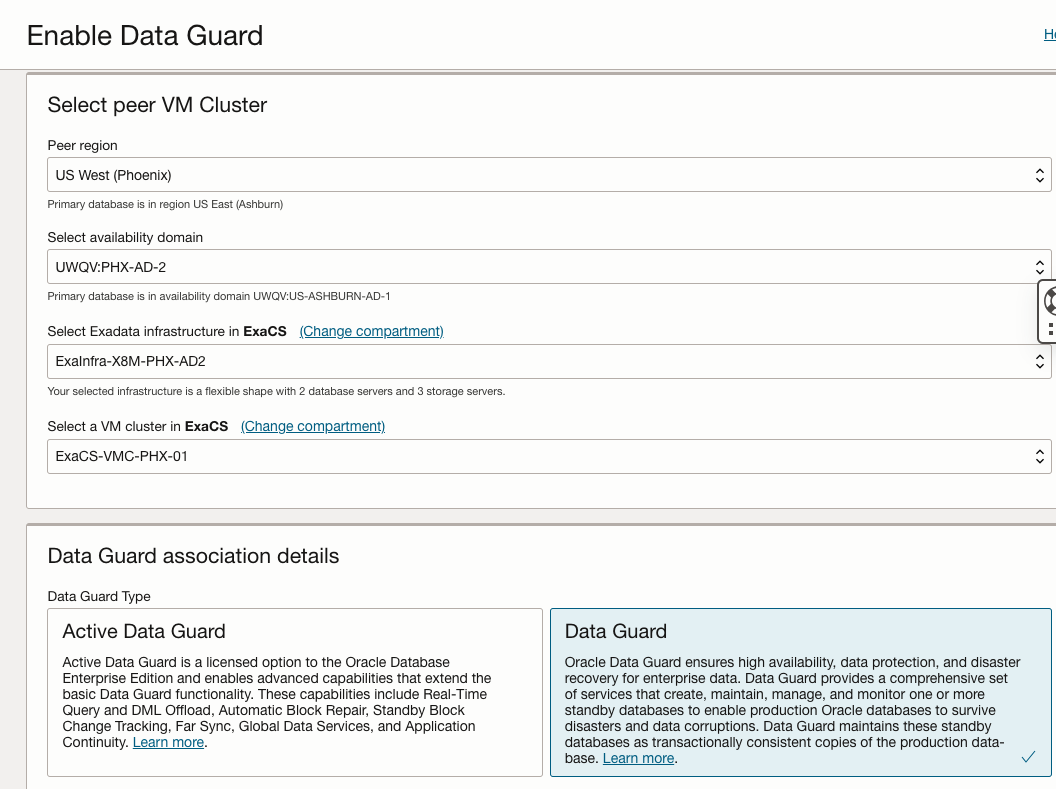 Enable Data Guard
He
Select peer VM Cluster
Peer region
US West (Phoenix)
Primary database is in region US East (Ashburn)
Select availability domain
UWQV:PHX-AD-2
Primary database is in availability domain UWQV:US-ASHBURN-AD-1
Select Exadata infrastructure in ExaCS (Change compartment)
ExaInfra-X8M-PHX-AD2
Your selected infrastructure is a flexible shape with 2 database servers and 3 storage servers.
Select a VM cluster in ExaCS (Change compartment)
ExaCS-VMC-PHX-01
Data Guard association details
Data Guard Type
Active Data Guard
Active Data Guard is a licensed option to the Oracle Database
Enterprise Edition and enables advanced capabilities that extend the
basic Data Guard functionality. These capabilities include Real-Time
Query and DML Offload, Automatic Block Repair, Standby Block
Change Tracking, Far Sync, Global Data Services, and Application
Continuity. Learn more.
Data Guard
Oracle Data Guard ensures high availability, data protection, and disaster
recovery for enterprise data. Data Guard provides a comprehensive set
of services that create, maintain, manage, and monitor one or more
standby databases to enable production Oracle databases to survive
disasters and data corruptions. Data Guard maintains these standby
databases as transactionally consistent copies of the production data-
base. Learn more.